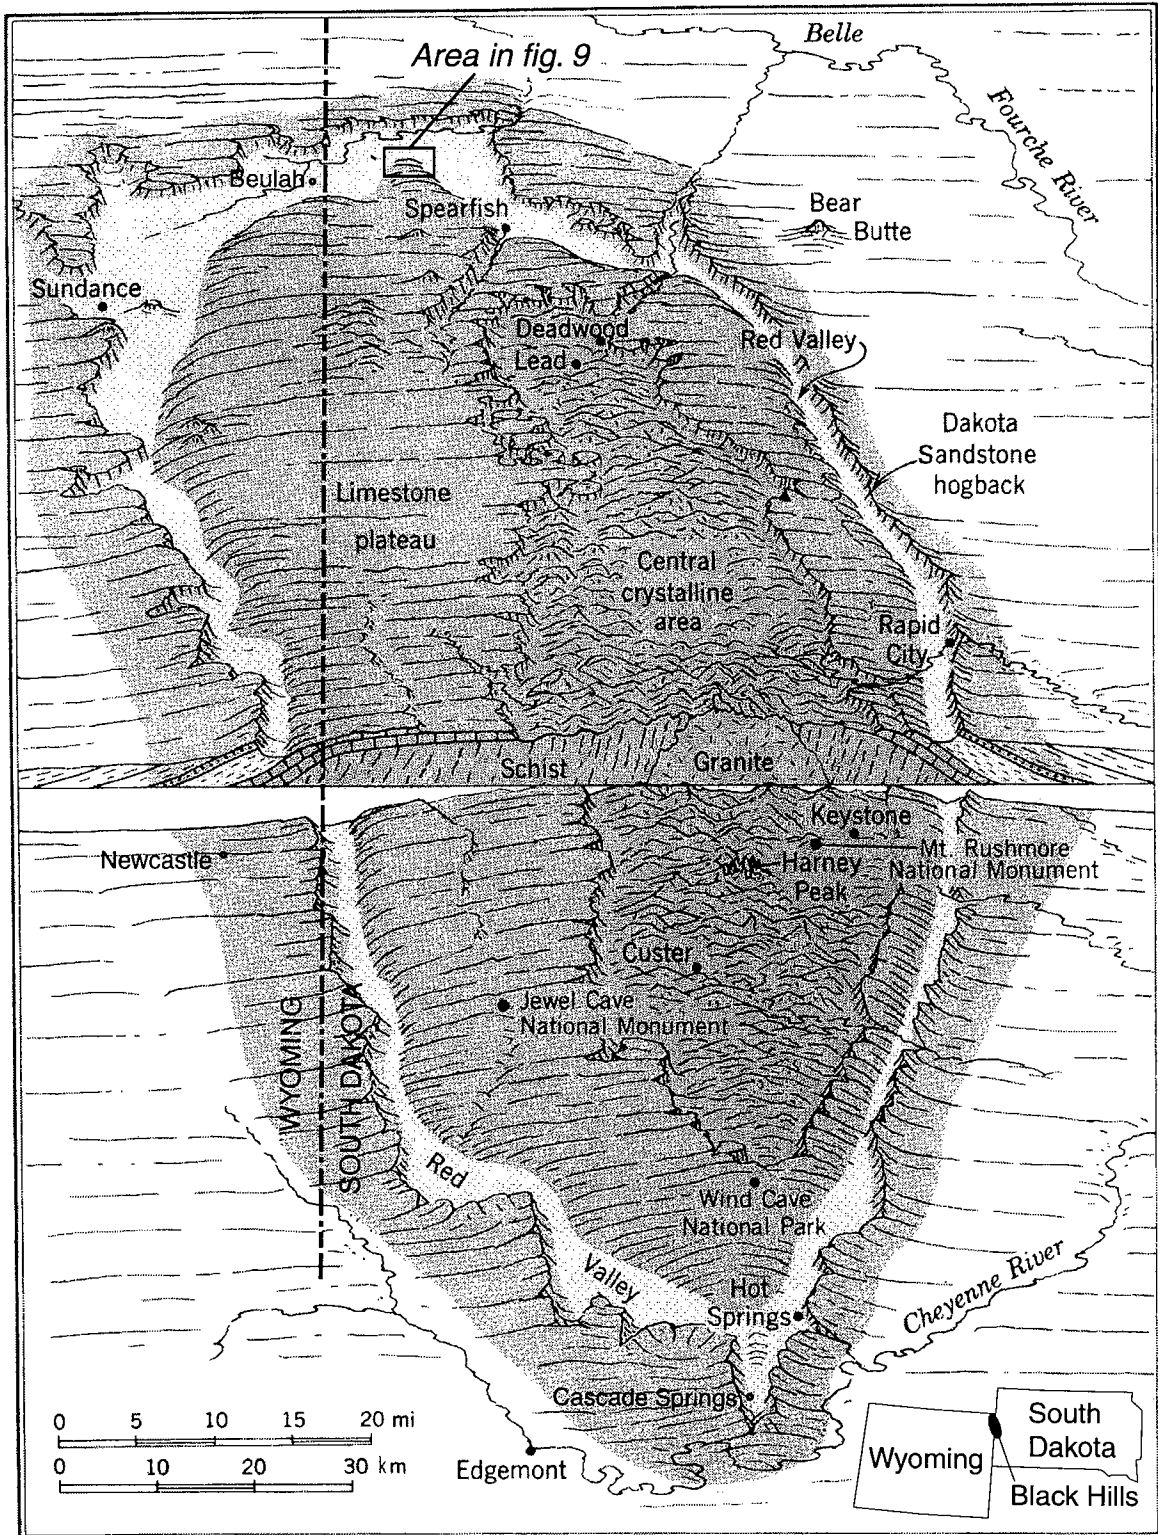 Area in fig. 9
Belle
Fourche River
Beulah
Spearfish
Bear
Butte
Sundance
Deadwood
Lead
Red Valley
Dakota
Sandstone
hogback
Limestone
plateau
Central
crystalline
area
Rapid
City
Schist
Granite
Newcastle
Keystone
Mt. Rushmore
National Monument
Harney
Peak
Custer
Jewel Cave
National Monument
WYOMING
SOUTH DAKOTA
Red
Valley
Wind Cave
National Park
Hot
Springs
Cheyenne River
Cascade Springs
Edgemont
0 5 10 15 20 mi
0 10 20 30 km
Wyoming
South
Dakota
Black Hills